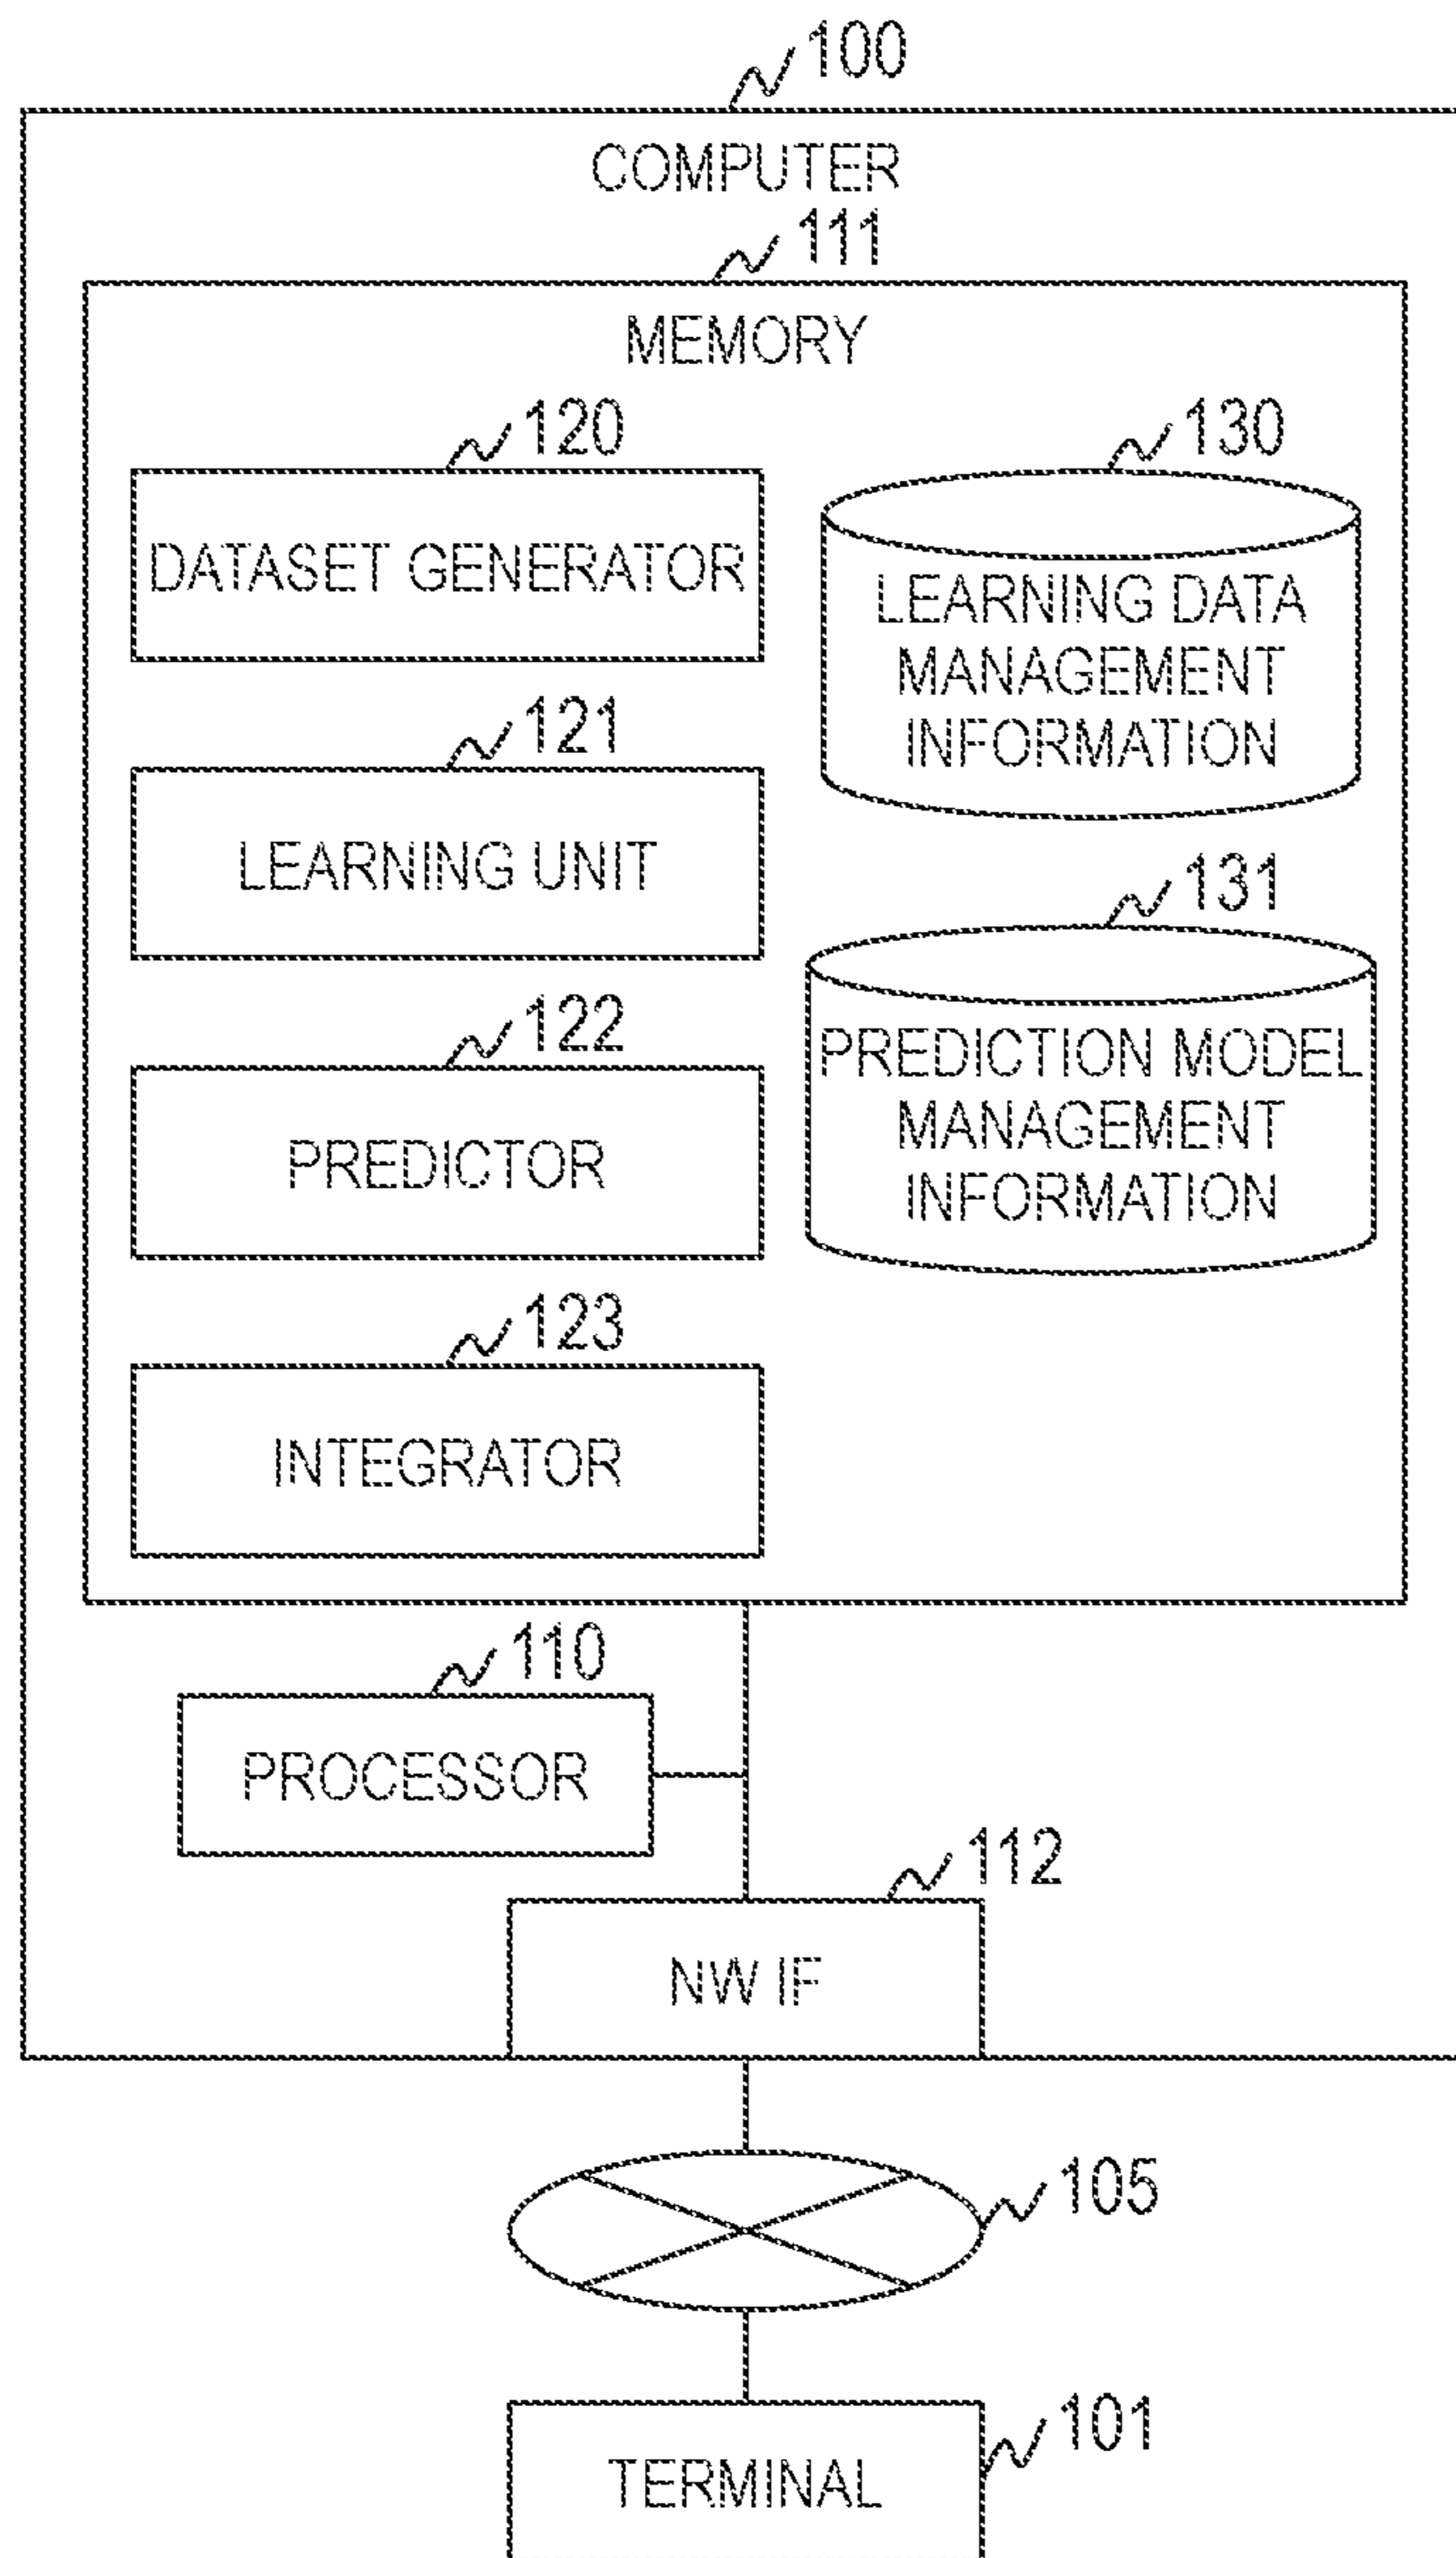 100
COMPUTER
111
MEMORY
120
DATASET GENERATOR
130
LEARNING DATA
MANAGEMENT
INFORMATION
121
LEARNING UNIT
131
PREDICTION MODEL
MANAGEMENT
INFORMATION
122
PREDICTOR
123
INTEGRATOR
110
PROCESSOR
112
NW IF
105
101
TERMINAL